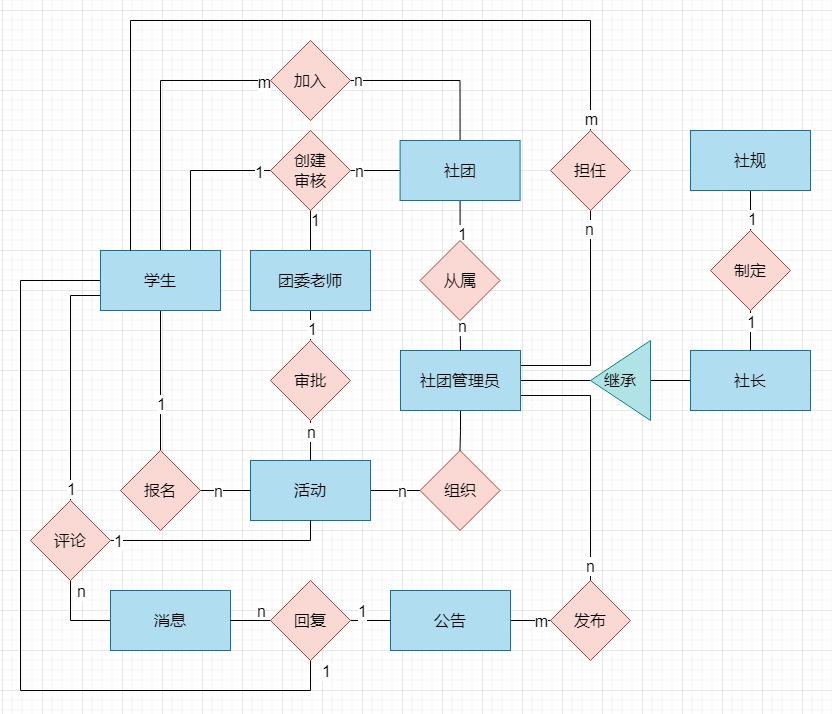 m
m
加入
n
担任
社规
创建
审核
1
n
社团
1
n
1
1
制定
学生
团委老师
从属
1
1
n
审批
社团管理员
继承
社长
1
n
报名
n
活动
n
组织
1
评论
1
n
n
消息
n
回复
1
公告
m
发布
1